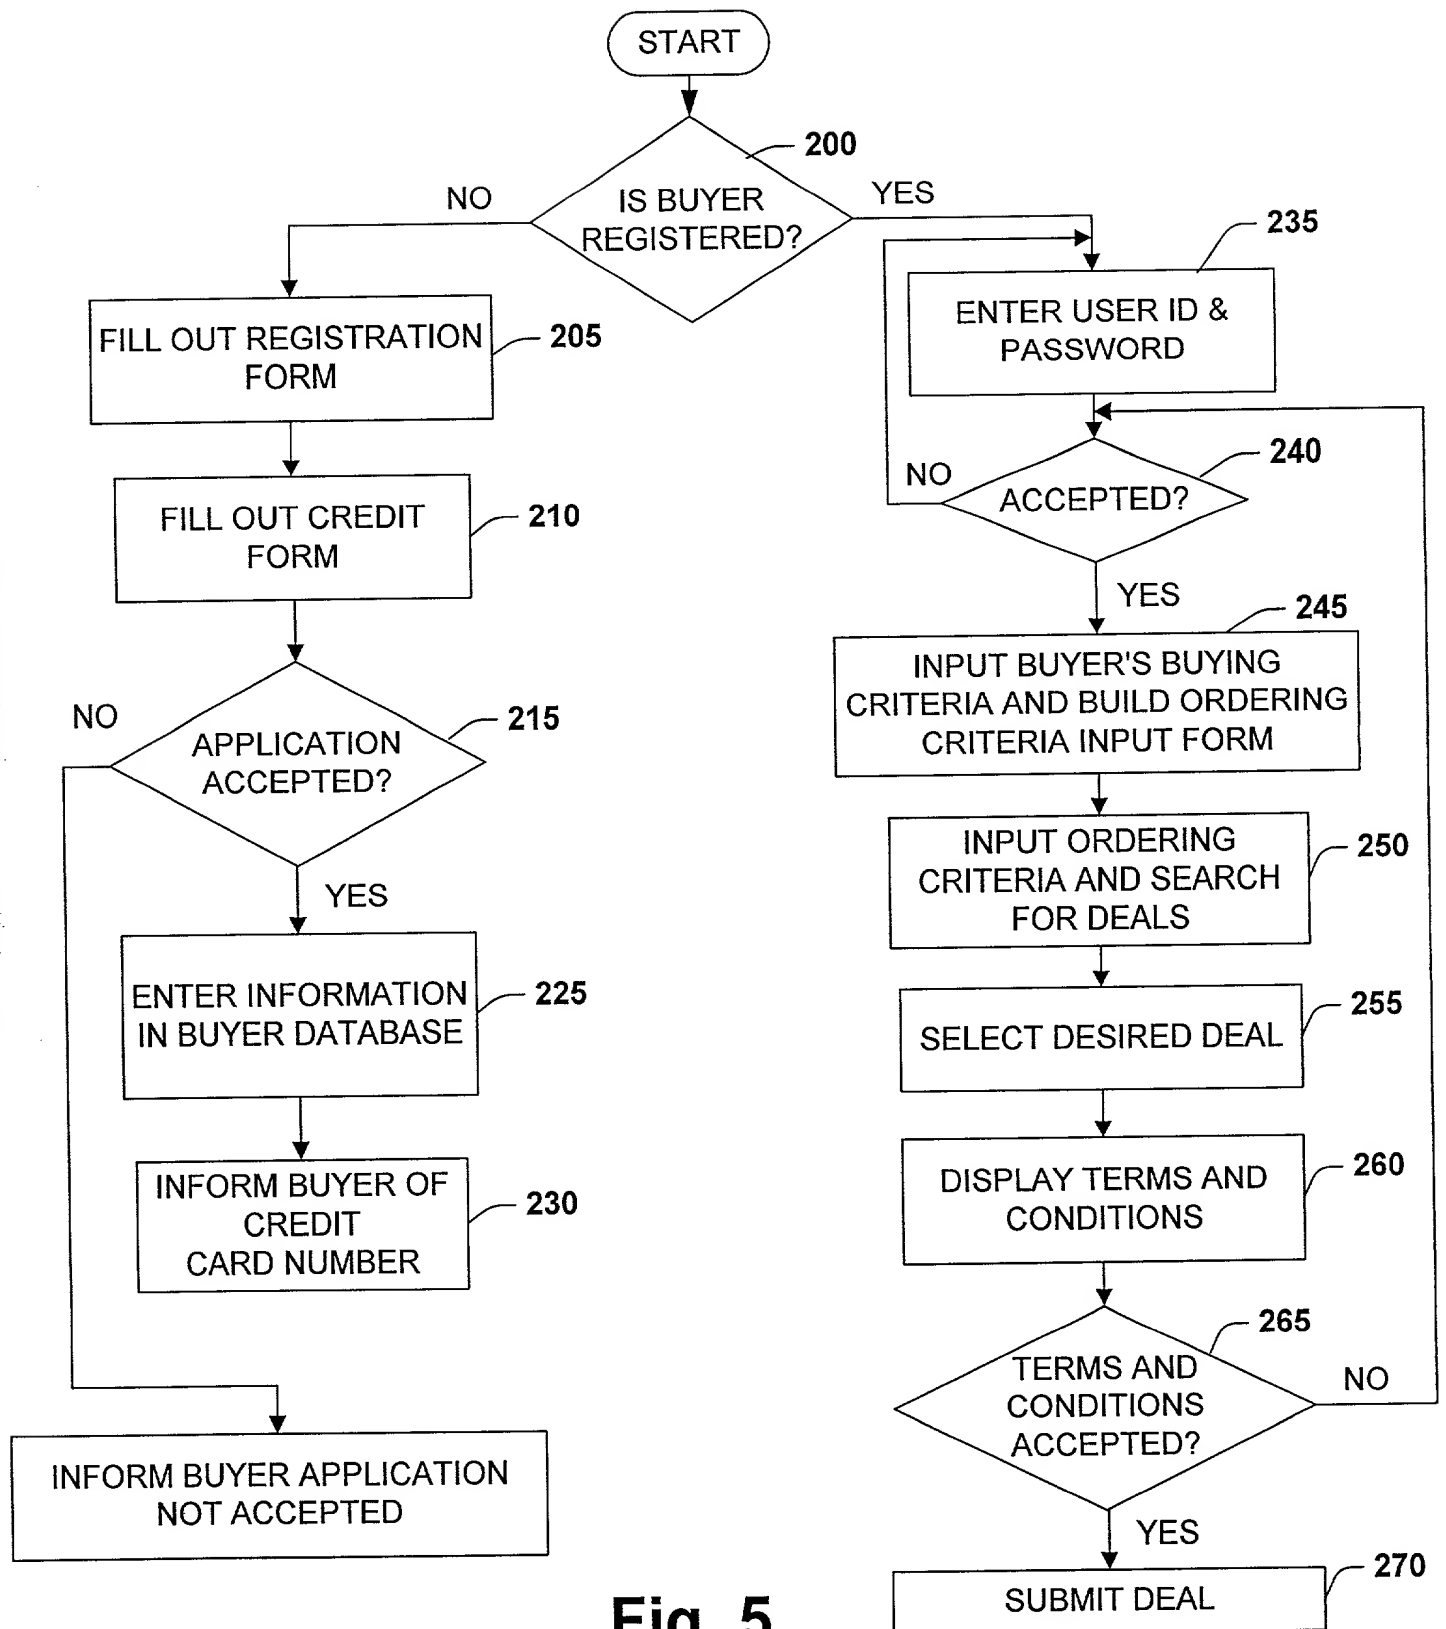 START
200
IS BUYER
REGISTERED?
NO
YES
205
FILL OUT REGISTRATION
FORM
210
FILL OUT CREDIT
FORM
NO
215
APPLICATION
ACCEPTED?
YES
225
ENTER INFORMATION
IN BUYER DATABASE
230
INFORM BUYER OF
CREDIT
CARD NUMBER
INFORM BUYER APPLICATION
NOT ACCEPTED
235
ENTER USER ID &
PASSWORD
240
NO
ACCEPTED?
YES
245
INPUT BUYER'S BUYING
CRITERIA AND BUILD ORDERING
CRITERIA INPUT FORM
250
INPUT ORDERING
CRITERIA AND SEARCH
FOR DEALS
255
SELECT DESIRED DEAL
260
DISPLAY TERMS AND
CONDITIONS
265
TERMS AND
CONDITIONS
ACCEPTED?
NO
YES
270
SUBMIT DEAL
Fig. 5